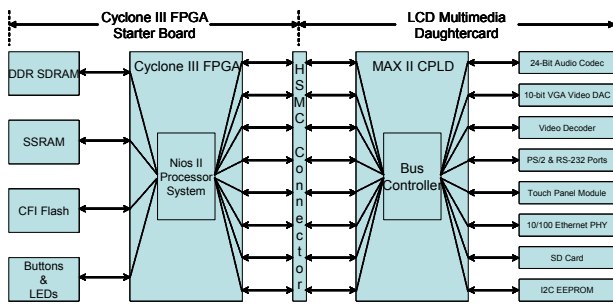 Cyclone III FPGA
Starter Board
LCD Multimedia
Daughtercard
DDR SDRAM
SSRAM
CFI Flash
Buttons
&
LEDs
Cyclone III FPGA
Nios II
Processor
System
HSMC Connector
MAX II CPLD
Bus
Controller
24-Bit Audio Codec
10-bit VGA Video DAC
Video Decoder
PS/2 & RS-232 Ports
Touch Panel Module
10/100 Ethernet PHY
SD Card
I2C EEPROM